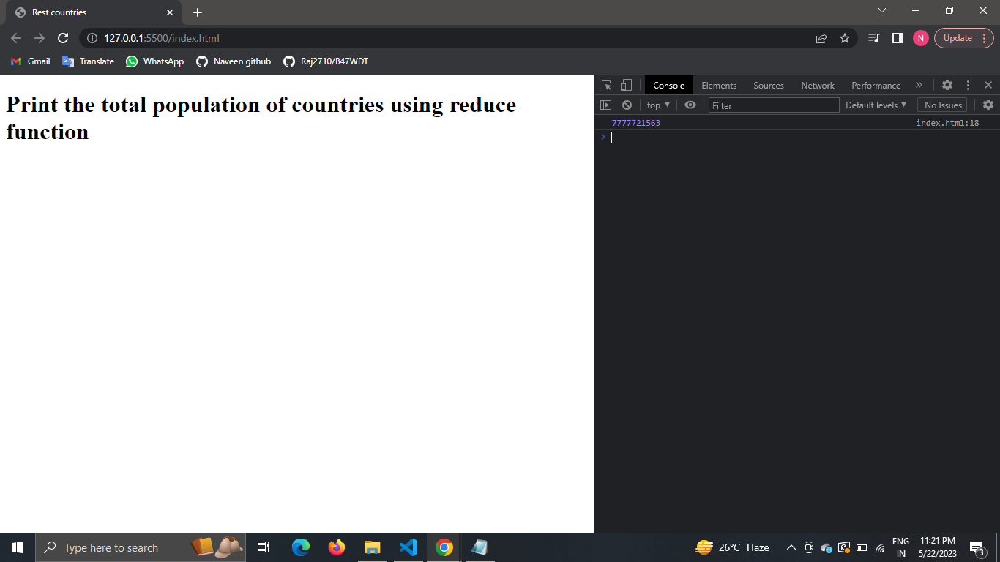 Rest countries
127.0.0.1:5500/index.html
N
Update
Gmail
Translate
WhatsApp
Naveen github
Raj2710/B47WDT
Print the total population of countries using reduce
function
Console Elements Sources Network Performance »
top
Filter
Default levels
No Issues
7777721563 index.html:18
Type here to search
26°C Haze
ENG
IN
11:21 PM
5/22/2023
3